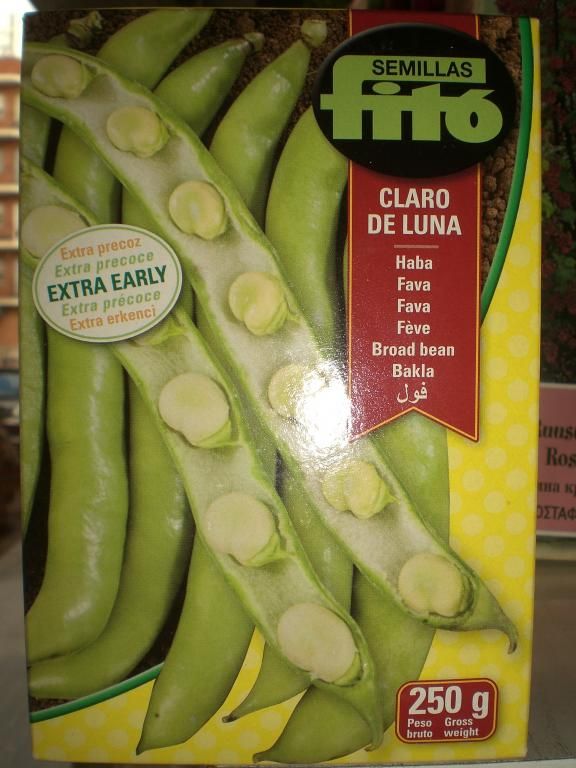 SEMILLAS
fitó
CLARO
DE LUNA
Haba
Fava
Fava
Fève
Broad bean
Bakla
فول
Extra precoz
Extra precoce
EXTRA EARLY
Extra précoce
Extra erkenci
250 g
Peso Gross
bruto weight
Ros